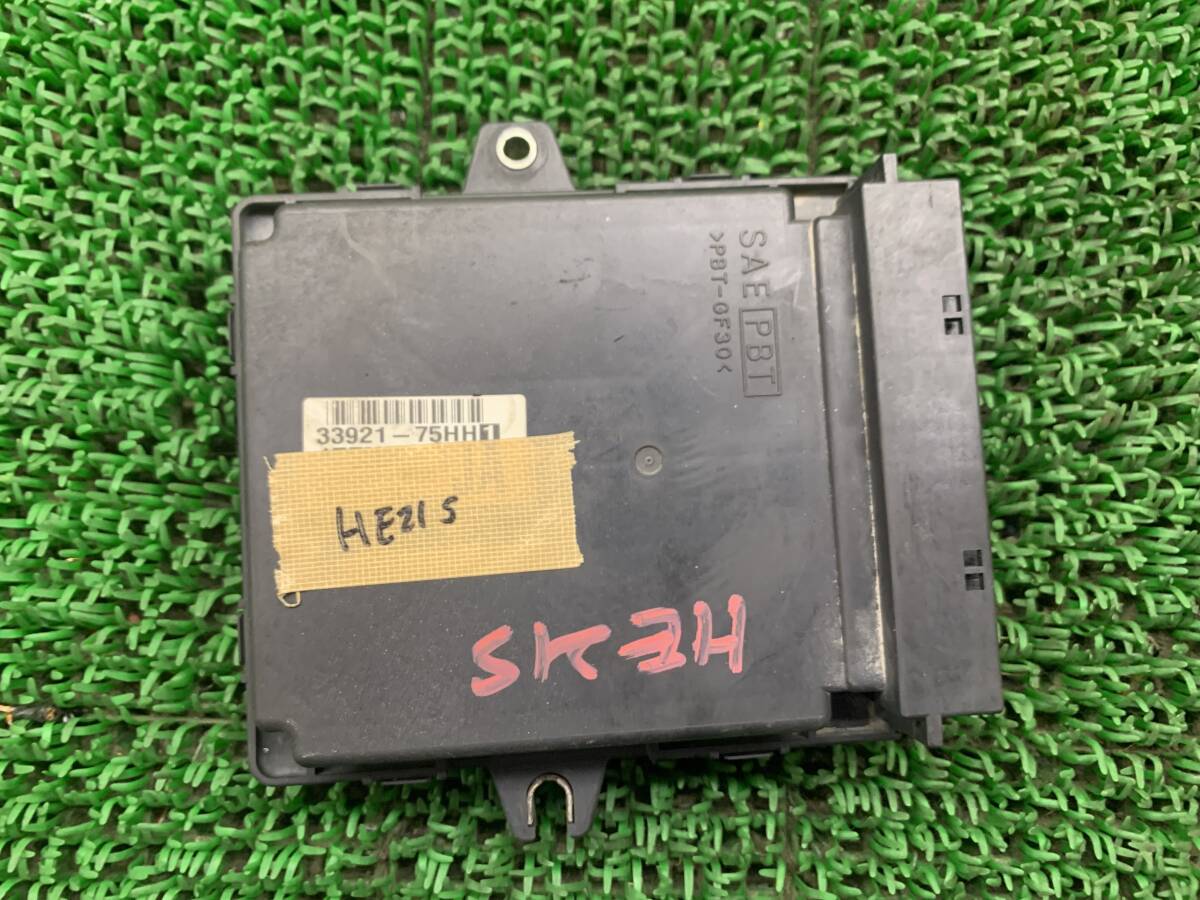 SAE PBT
>PBT-GF30<
33921-75HH1
HE21S
HE21S